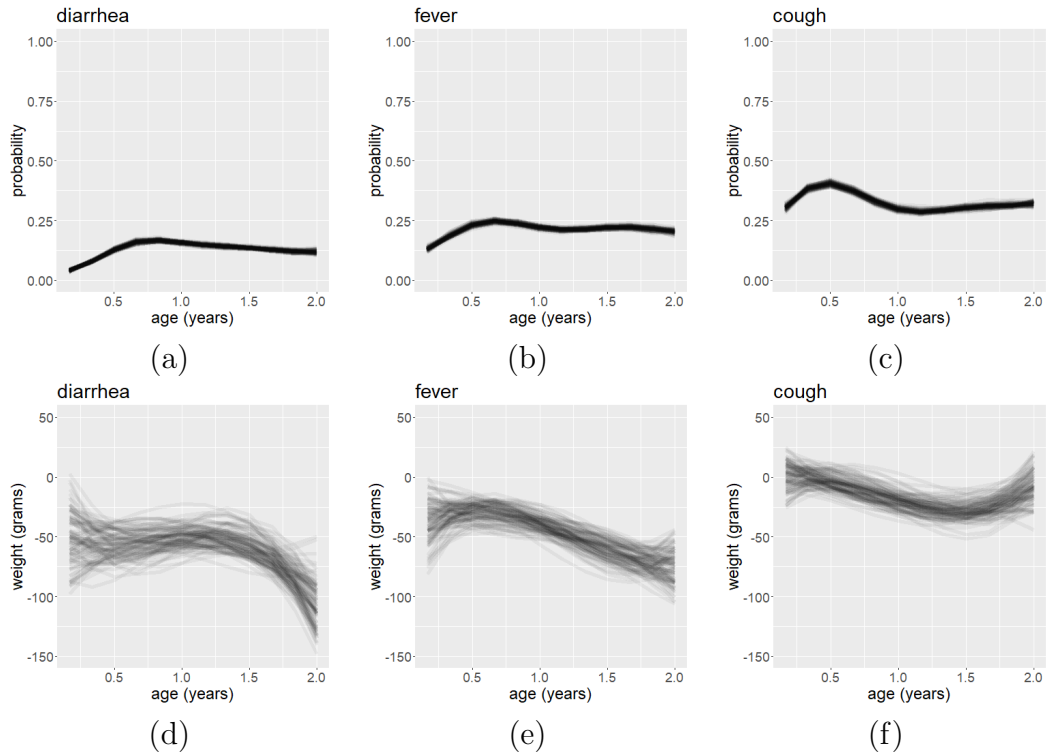 diarrhea
1.00
0.75
0.50
0.25
0.00
probability
0.5 1.0 1.5 2.0
age (years)
(a)
fever
1.00
0.75
0.50
0.25
0.00
probability
0.5 1.0 1.5 2.0
age (years)
(b)
cough
1.00
0.75
0.50
0.25
0.00
probability
0.5 1.0 1.5 2.0
age (years)
(c)
diarrhea
50
0
-50
-100
-150
weight (grams)
0.5 1.0 1.5 2.0
age (years)
(d)
fever
50
0
-50
-100
-150
weight (grams)
0.5 1.0 1.5 2.0
age (years)
(e)
cough
50
0
-50
-100
-150
weight (grams)
0.5 1.0 1.5 2.0
age (years)
(f)